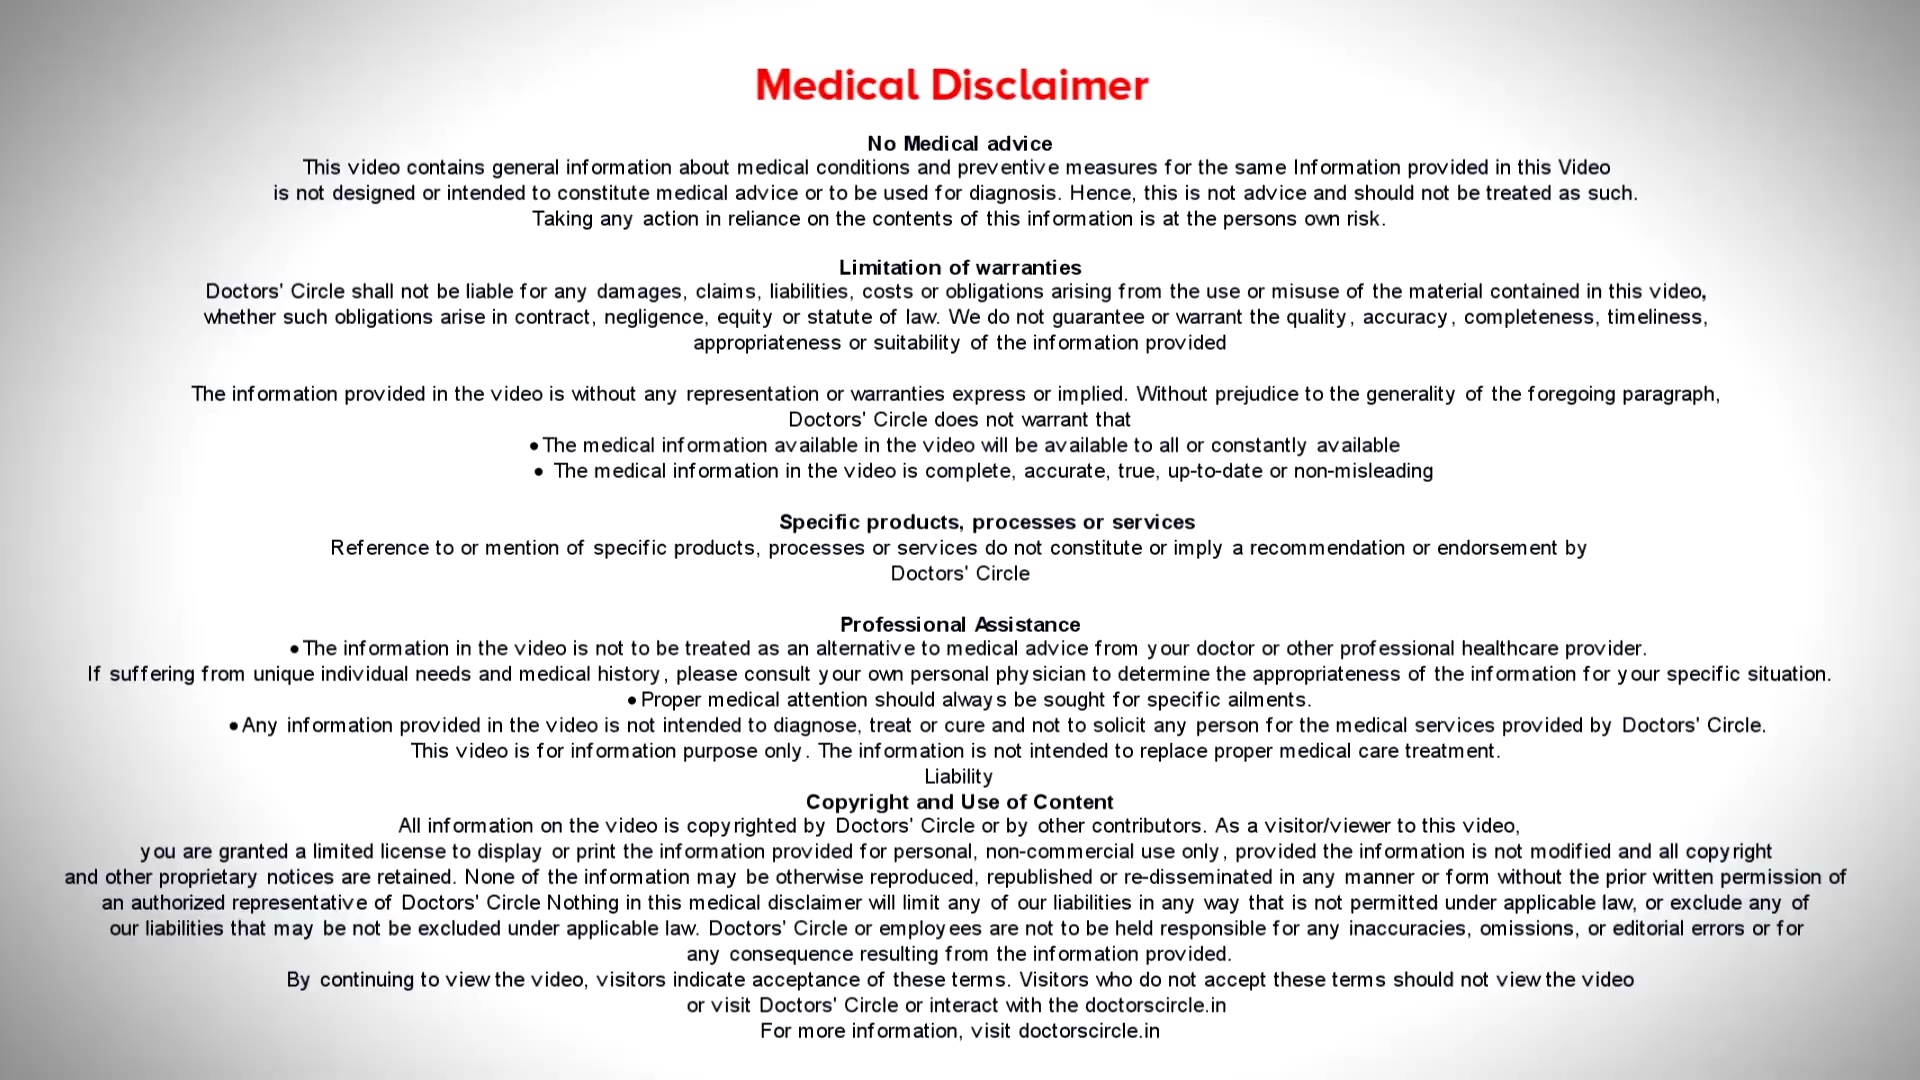 Medical Disclaimer
No Medical advice
This video contains general information about medical conditions and preventive measures for the same Information provided in this Video
is not designed or intended to constitute medical advice or to be used for diagnosis. Hence, this is not advice and should not be treated as such.
Taking any action in reliance on the contents of this information is at the persons own risk.
Limitation of warranties
Doctors' Circle shall not be liable for any damages, claims, liabilities, costs or obligations arising from the use or misuse of the material contained in this video,
whether such obligations arise in contract, negligence, equity or statute of law. We do not guarantee or warrant the quality, accuracy, completeness, timeliness,
appropriateness or suitability of the information provided
The information provided in the video is without any representation or warranties express or implied. Without prejudice to the generality of the foregoing paragraph,
Doctors' Circle does not warrant that
•The medical information available in the video will be available to all or constantly available
• The medical information in the video is complete, accurate, true, up-to-date or non-misleading
Specific products, processes or services
Reference to or mention of specific products, processes or services do not constitute or imply a recommendation or endorsement by
Doctors' Circle
Professional Assistance
•The information in the video is not to be treated as an alternative to medical advice from your doctor or other professional healthcare provider.
If suffering from unique individual needs and medical history, please consult your own personal physician to determine the appropriateness of the information for your specific situation.
•Proper medical attention should always be sought for specific ailments.
•Any information provided in the video is not intended to diagnose, treat or cure and not to solicit any person for the medical services provided by Doctors' Circle.
This video is for information purpose only. The information is not intended to replace proper medical care treatment.
Liability
Copyright and Use of Content
All information on the video is copyrighted by Doctors' Circle or by other contributors. As a visitor/viewer to this video,
you are granted a limited license to display or print the information provided for personal, non-commercial use only, provided the information is not modified and all copyright
and other proprietary notices are retained. None of the information may be otherwise reproduced, republished or re-disseminated in any manner or form without the prior written permission of
an authorized representative of Doctors' Circle Nothing in this medical disclaimer will limit any of our liabilities in any way that is not permitted under applicable law, or exclude any of
our liabilities that may be not be excluded under applicable law. Doctors' Circle or employees are not to be held responsible for any inaccuracies, omissions, or editorial errors or for
any consequence resulting from the information provided.
By continuing to view the video, visitors indicate acceptance of these terms. Visitors who do not accept these terms should not view the video
or visit Doctors' Circle or interact with the doctorscircle.in
For more information, visit doctorscircle.in